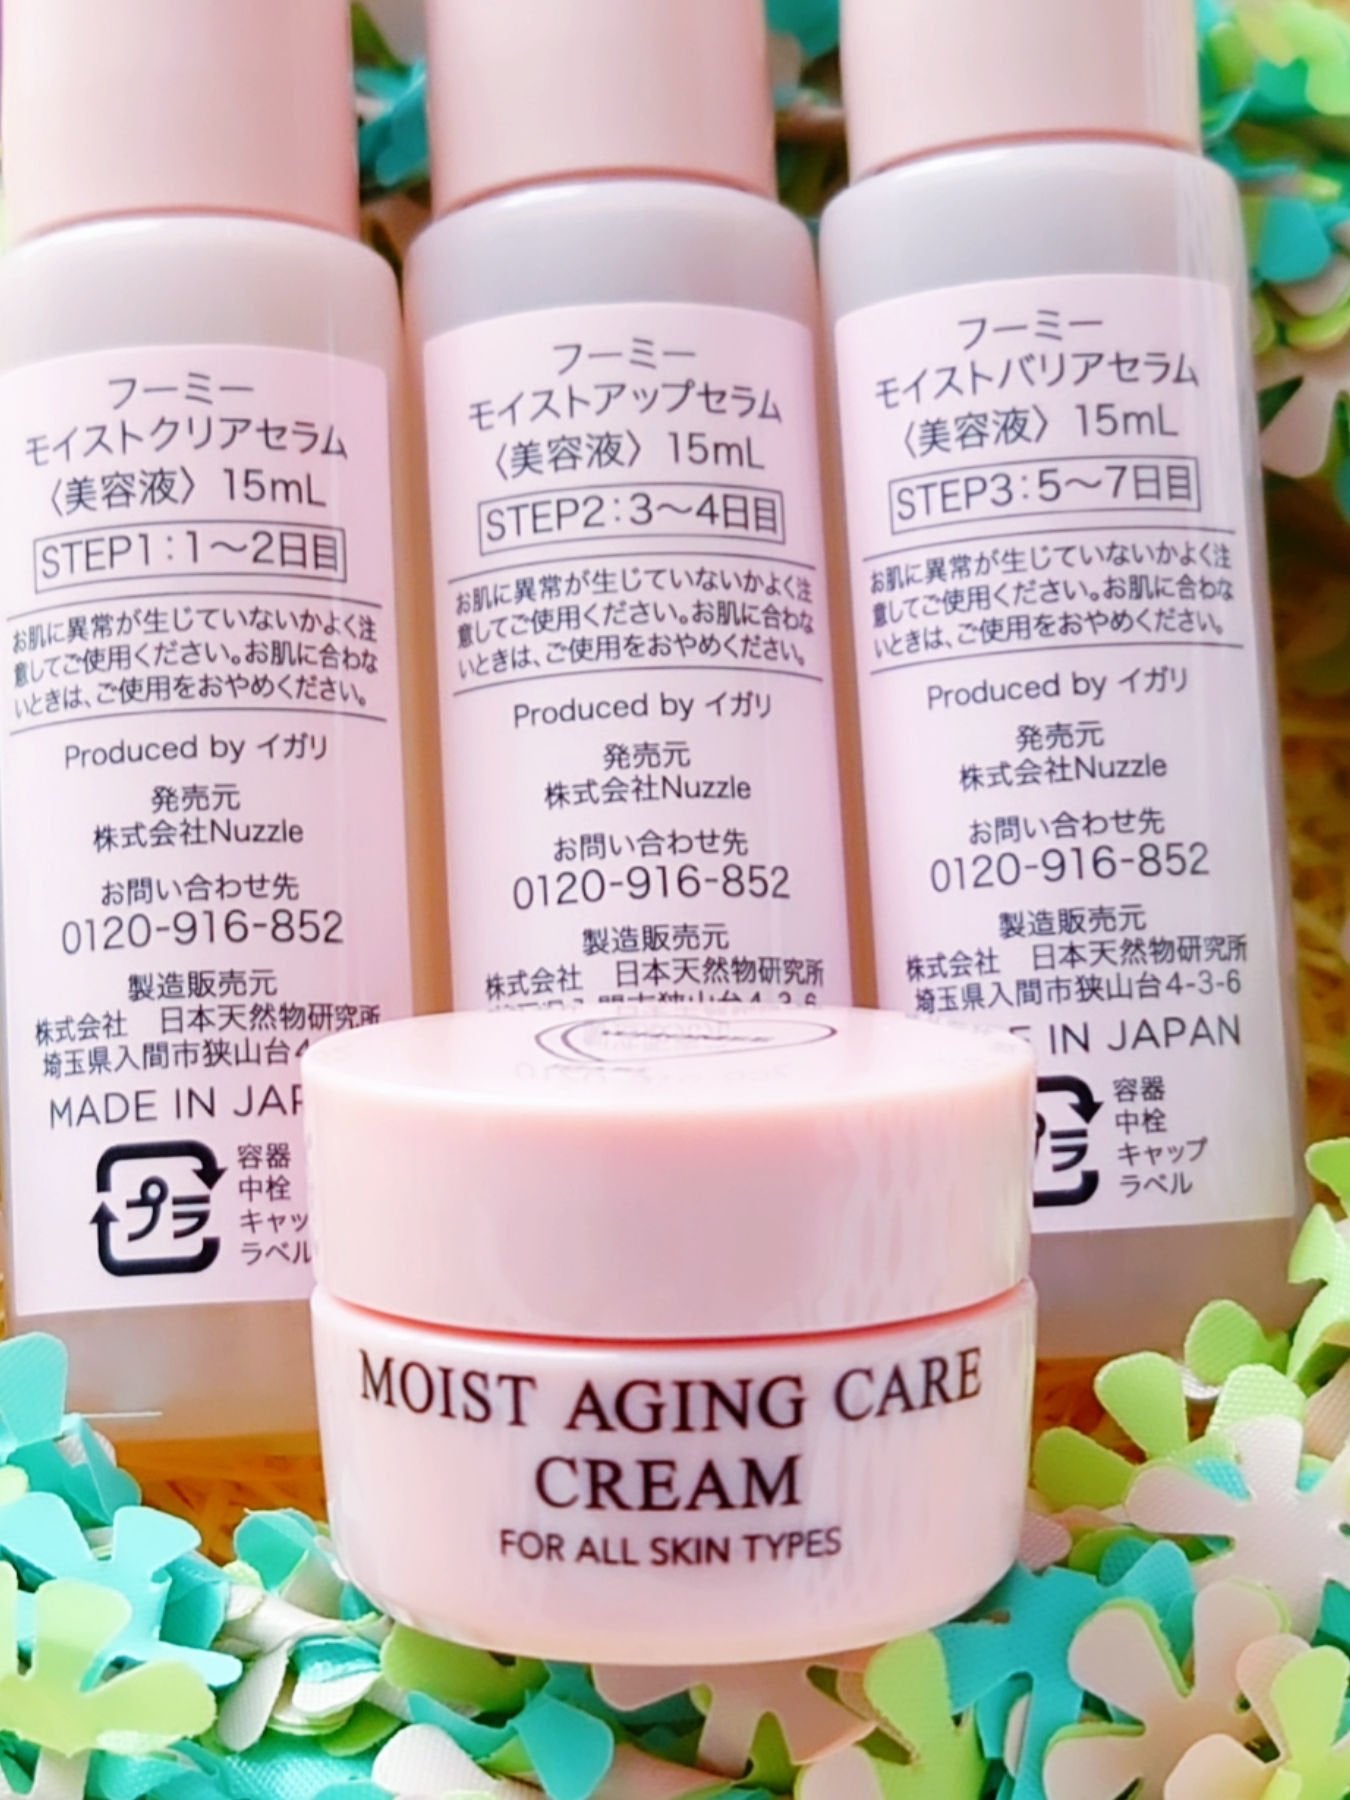 フーミー
モイストクリアセラム
〈美容液〉15mL
STEP1:1〜2日目
お肌に異常が生じていないかよく注
意してご使用ください。お肌に合わな
いときは、ご使用をおやめください。
Produced by イガリ
発売元
株式会社Nuzzle
お問い合わせ先
0120-916-852
製造販売元
株式会社 日本天然物研究所
埼玉県入間市狭山台4
MADE IN
プラ
容器
中栓
キャッ
ラベル
フーミー
モイストアップセラム
〈美容液〉15mL
STEP2:3〜4日目
お肌に異常が生じていないかよく注
意してご使用ください。お肌に合わな
いときは、ご使用をおやめください。
Produced by イガリ
発売元
株式会社Nuzzle
お問い合わせ先
0120-916-852
製造販売元
株式会社 日本天然物研究所
フーミー
モイストバリアセラム
〈美容液〉15mL
STEP3:5〜7日目
お肌に異常が生じていないかよく注
意してご使用ください。お肌に合わな
いときは、ご使用をおやめください。
Produced by イガリ
発売元
株式会社Nuzzle
お問い合わせ先
0120-916-852
製造販売元
株式会社 日本天然物研究所
埼玉県入間市狭山台4-3-6
IN JAPAN
容器
中栓
キャップ
ラベル
MOIST AGING CARE
CREAM
FOR ALL SKIN TYPES